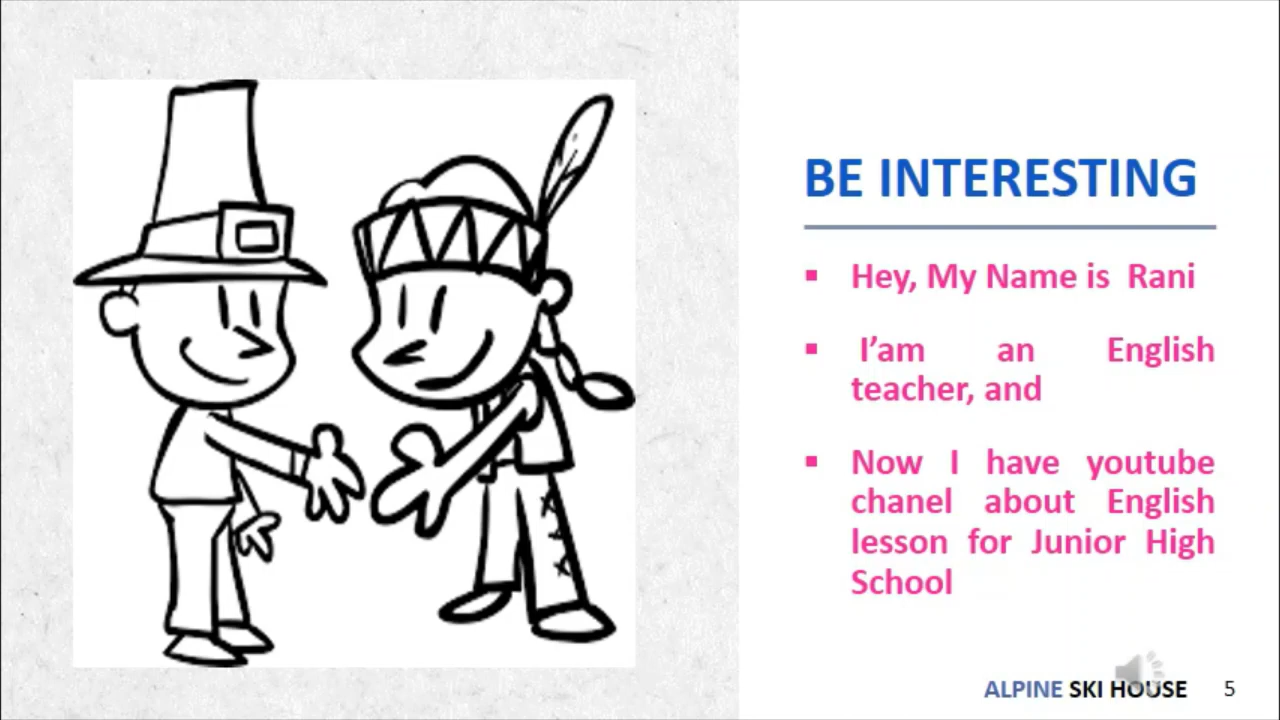 BE INTERESTING
▪ Hey, My Name is Rani
▪ I’am an English
teacher, and
▪ Now I have youtube
chanel about English
lesson for Junior High
School
ALPINE SKI HOUSE 5